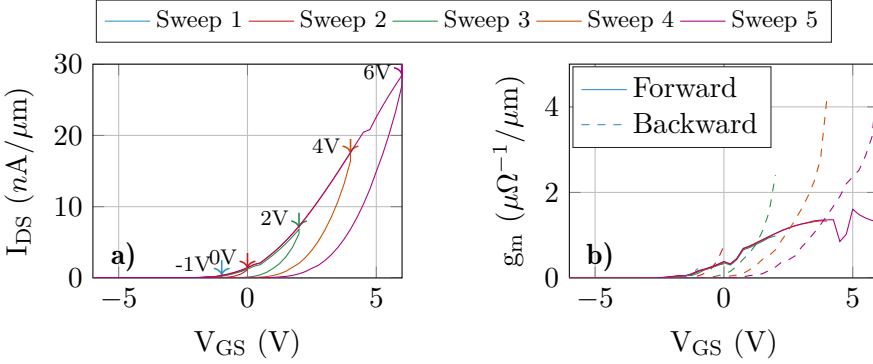 Sweep 1 Sweep 2 Sweep 3 Sweep 4 Sweep 5
30
20
10
0
I_DS (nA/μm)
6V
4V
2V
0V
-1V
a)
−5 0 5
V_GS (V)
4
2
0
g_m (μΩ⁻¹/μm)
Forward
Backward
b)
−5 0 5
V_GS (V)